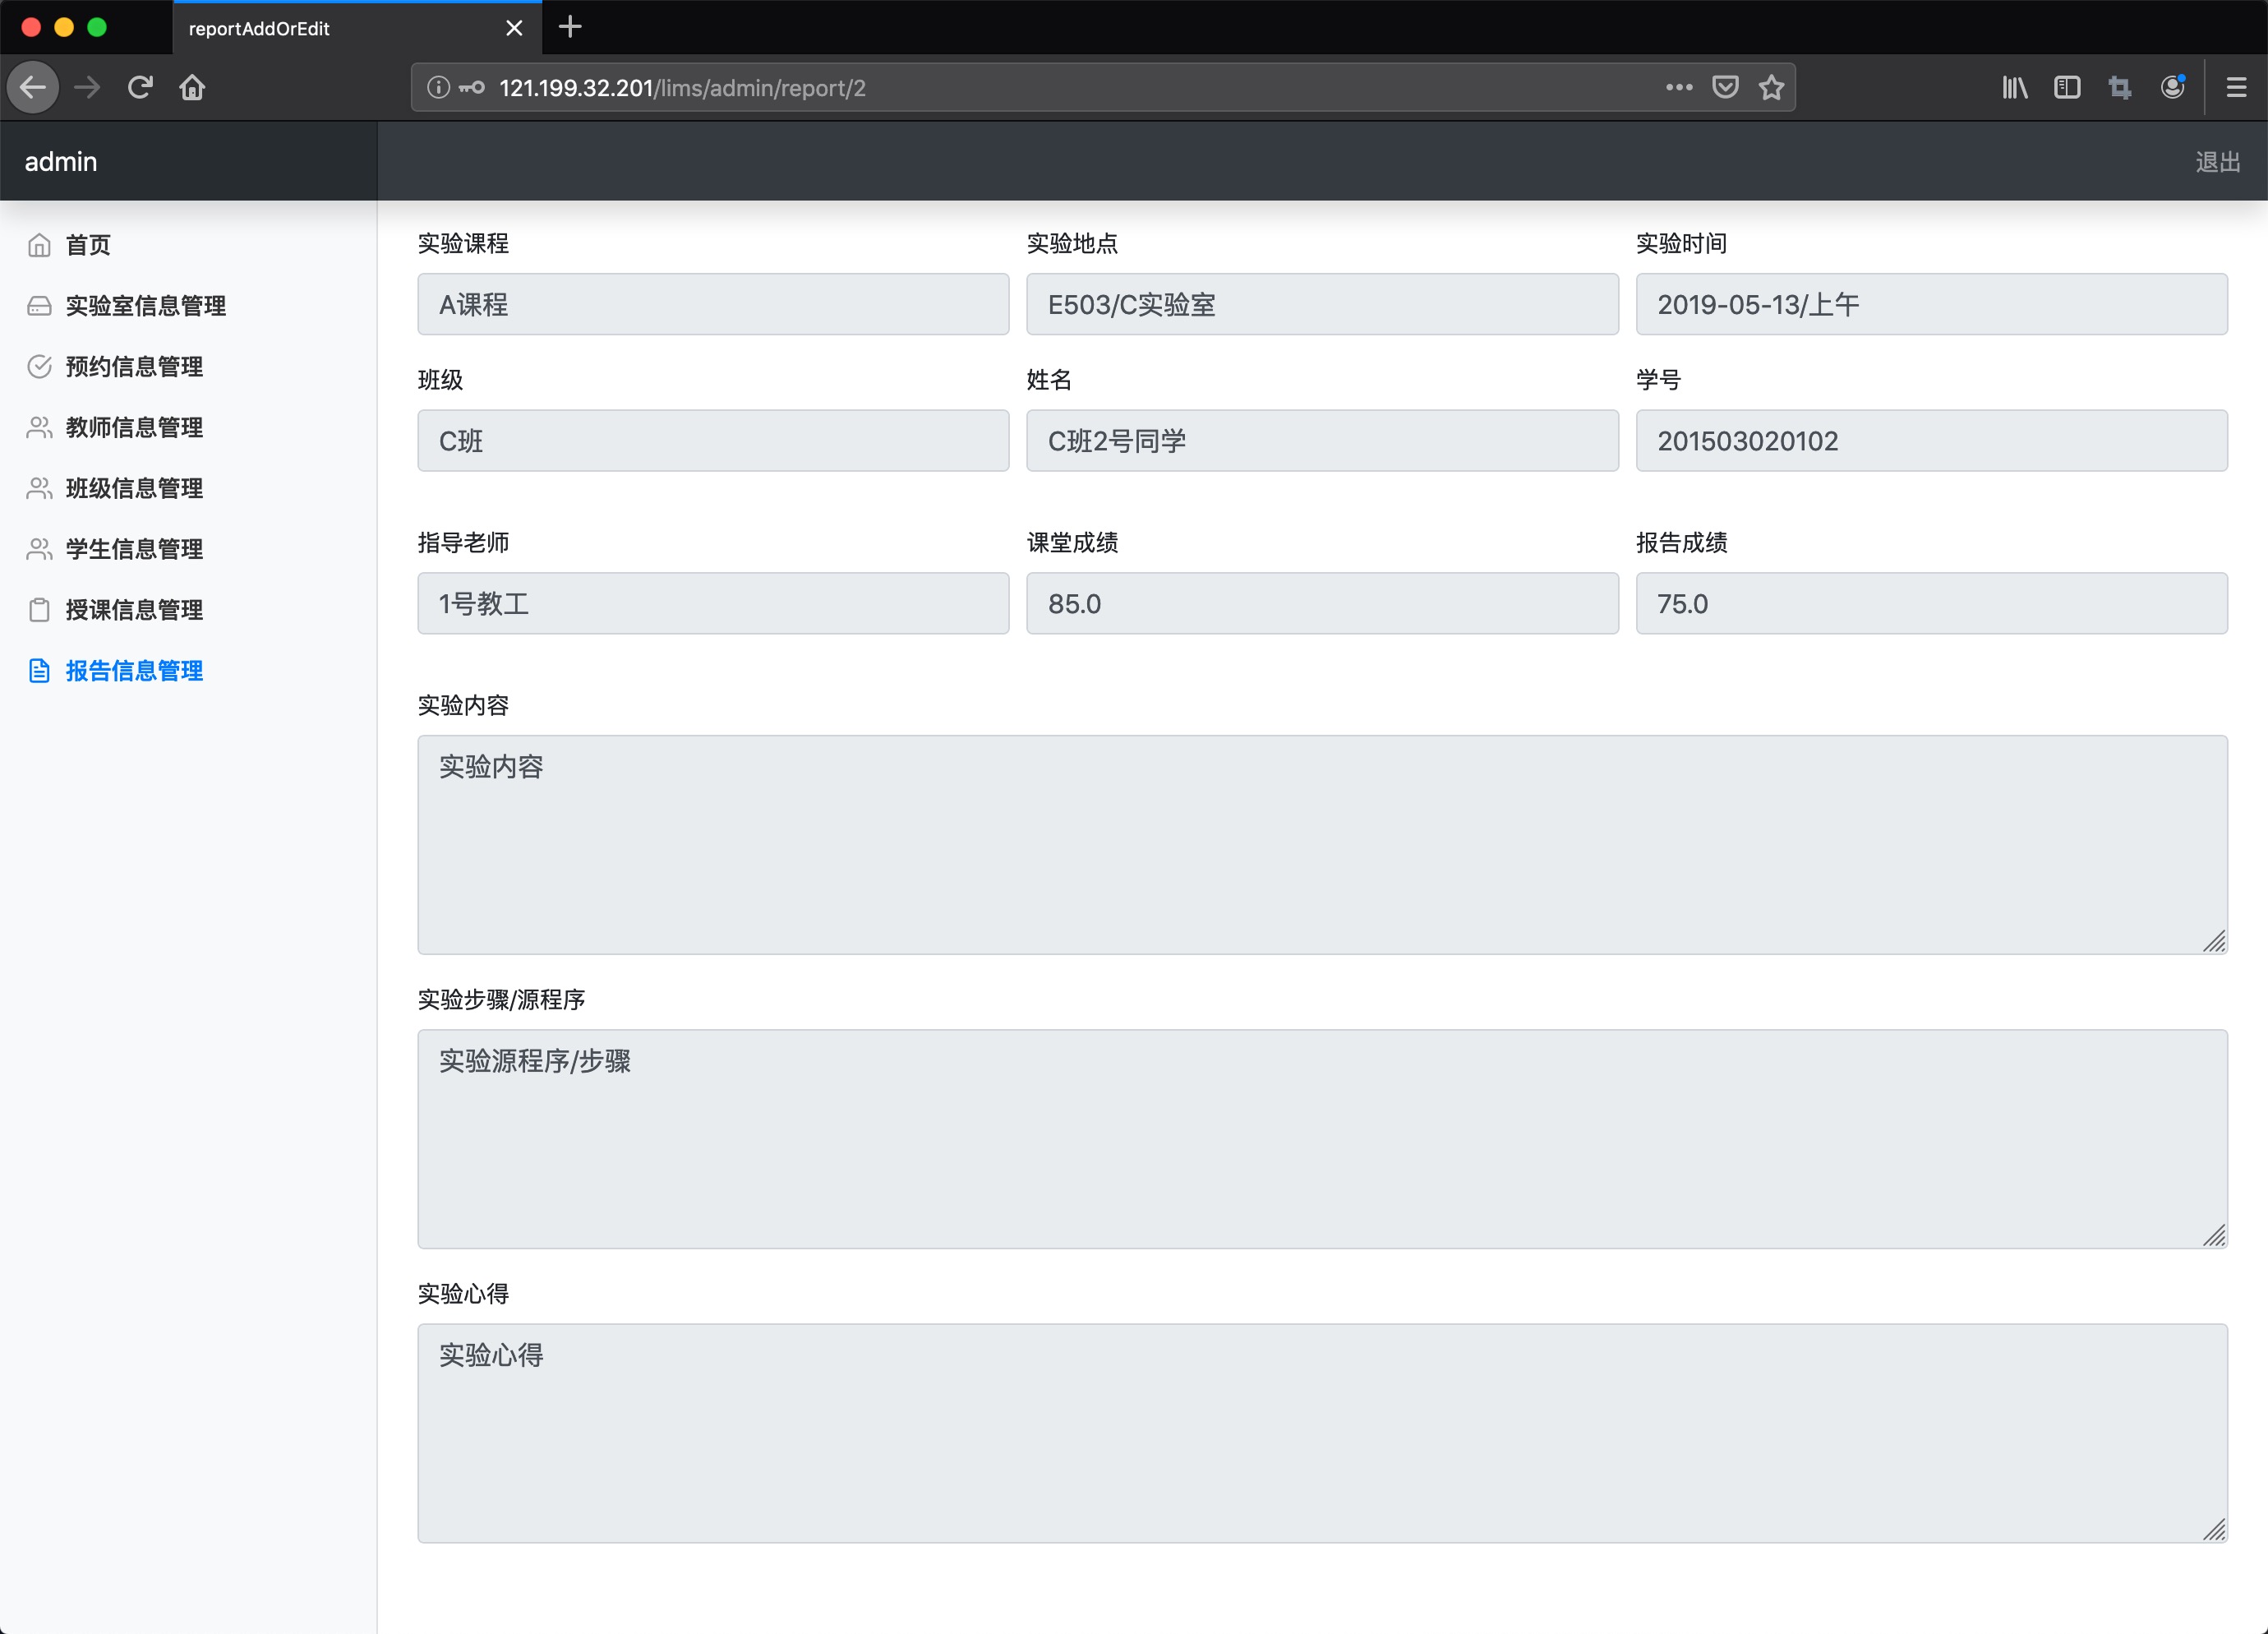 reportAddOrEdit
121.199.32.201/lims/admin/report/2
admin
退出
首页
实验室信息管理
预约信息管理
教师信息管理
班级信息管理
学生信息管理
授课信息管理
报告信息管理
实验课程 实验地点 实验时间
A课程 E503/C实验室 2019-05-13/上午
班级 姓名 学号
C班 C班2号同学 201503020102
指导老师 课堂成绩 报告成绩
1号教工 85.0 75.0
实验内容
实验内容
实验步骤/源程序
实验源程序/步骤
实验心得
实验心得